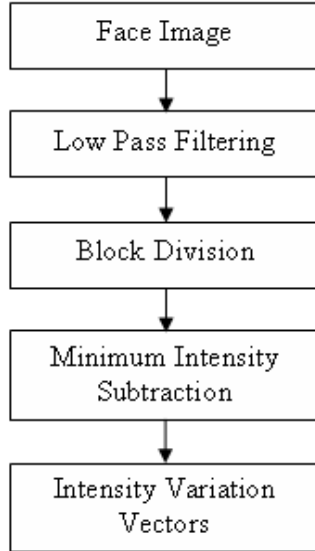 Face Image
Low Pass Filtering
Block Division
Minimum Intensity
Subtraction
Intensity Variation
Vectors